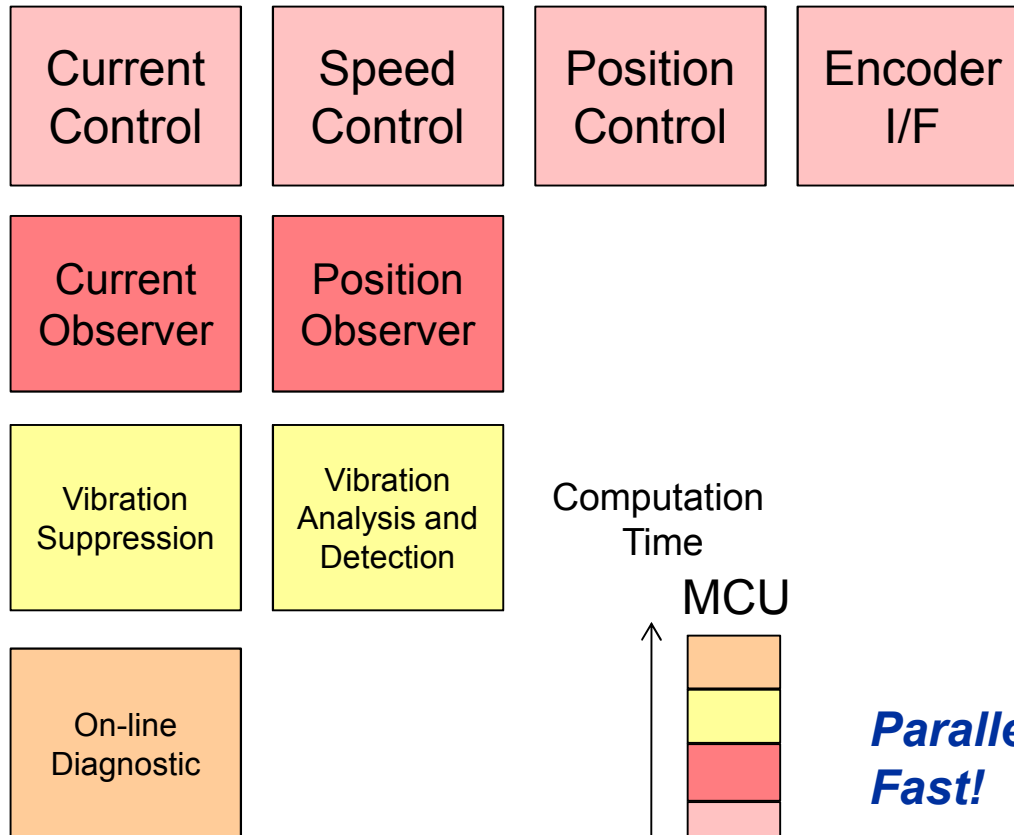 Current
Control
Speed
Control
Position
Control
Encoder
I/F
Current
Observer
Position
Observer
Vibration
Suppression
Vibration
Analysis and
Detection
Computation
Time
MCU
On-line
Diagnostic
Fast!